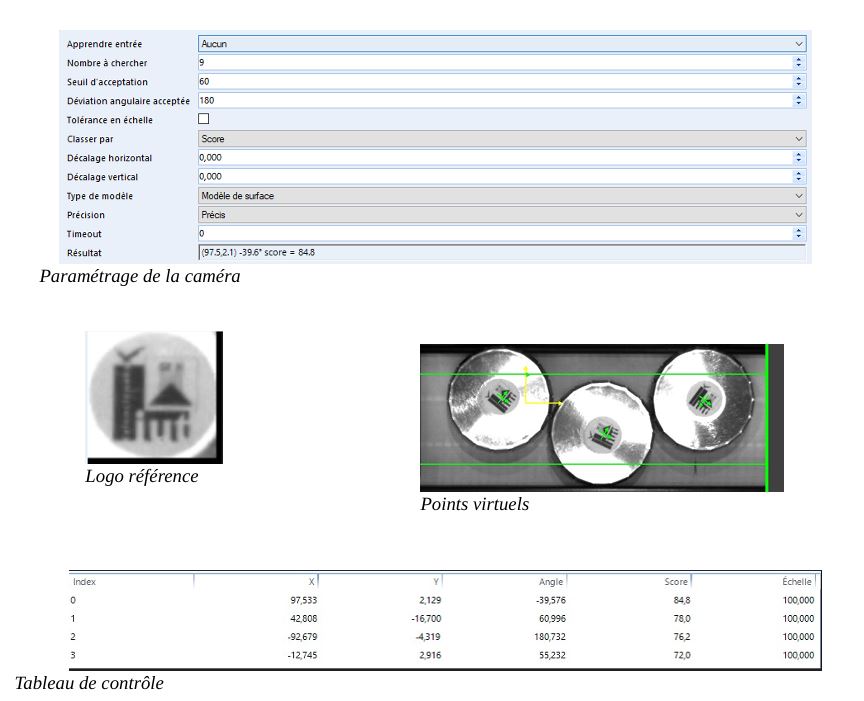 Apprendre entrée Aucun
Nombre à chercher 9
Seuil d'acceptation 60
Déviation angulaire acceptée 180
Tolérance en échelle
Classer par Score
Décalage horizontal 0,000
Décalage vertical 0,000
Type de modèle Modèle de surface
Précision Précis
Timeout 0
Résultat (97.5,2.1) -39.6° score = 84.8
Paramétrage de la caméra
Logo référence
Points virtuels
Index X Y Angle Score Échelle
0 97,533 2,129 -39,576 84,8 100,000
1 42,808 -16,700 60,996 78,0 100,000
2 -92,679 -4,319 180,732 76,2 100,000
3 -12,745 2,916 55,232 72,0 100,000
Tableau de contrôle